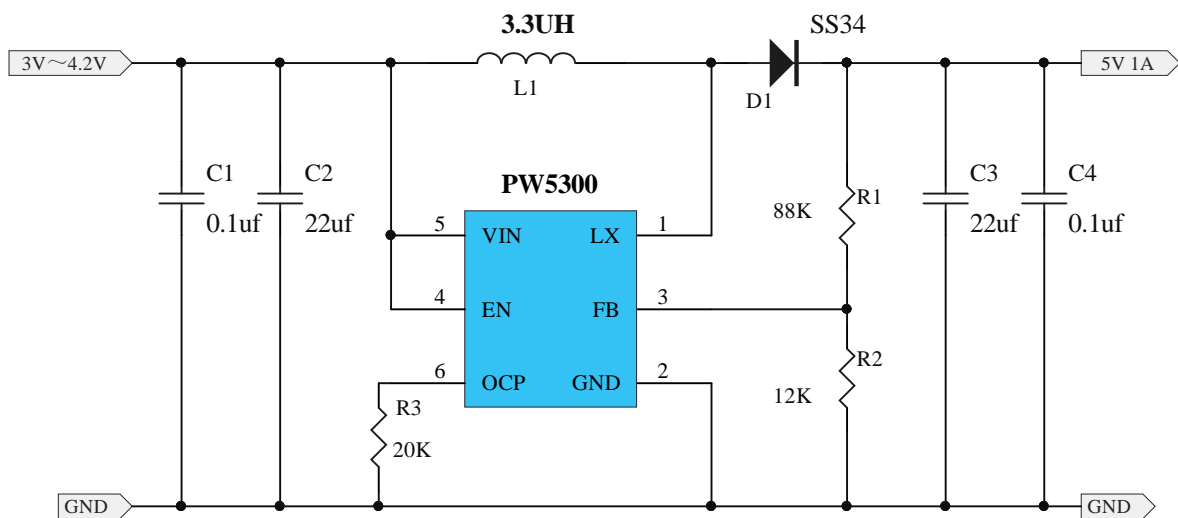 3.3UH
SS34
3V～4.2V
5V 1A
L1
D1
C1
0.1uf
C2
22uf
PW5300
88K
R1
C3
22uf
C4
0.1uf
5
VIN
LX
1
4
EN
FB
3
6
OCP
GND
2
R3
20K
R2
12K
GND
GND